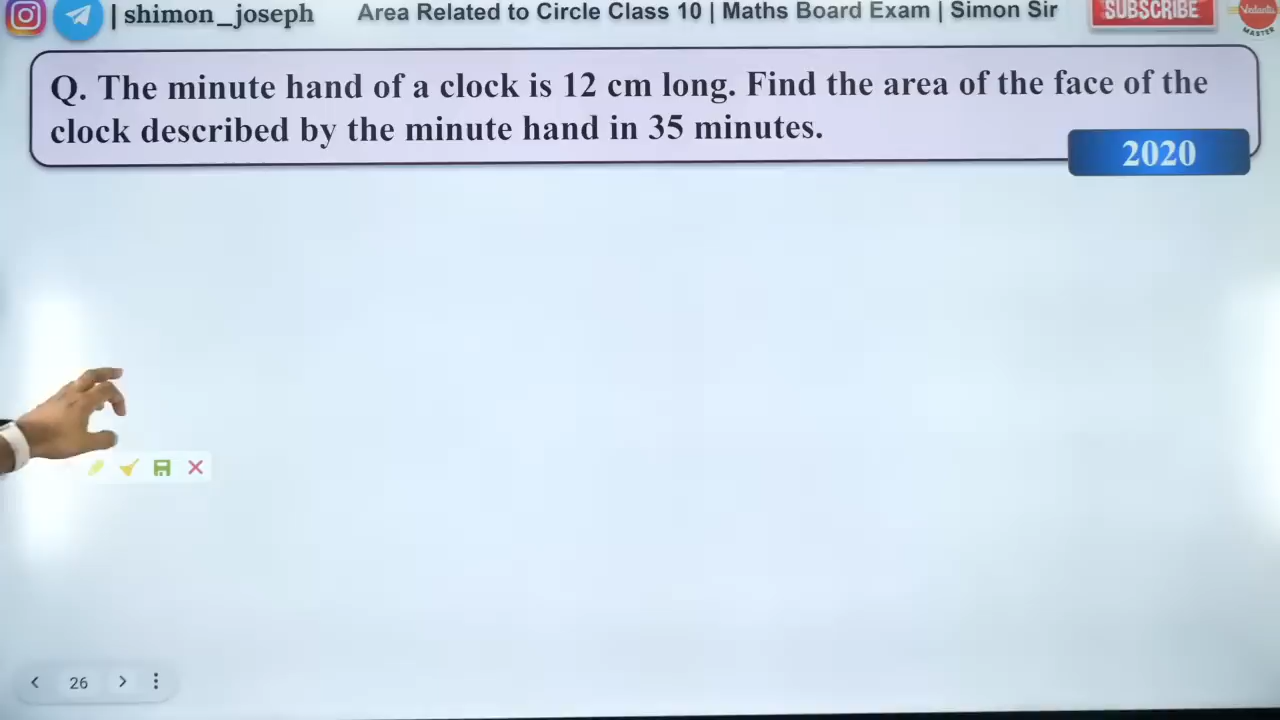 | shimon_joseph
Area Related to Circle Class 10 | Maths Board Exam | Simon Sir
SUBSCRIBE
Vedantu
MASTER
Q. The minute hand of a clock is 12 cm long. Find the area of the face of the
clock described by the minute hand in 35 minutes.
2020
26